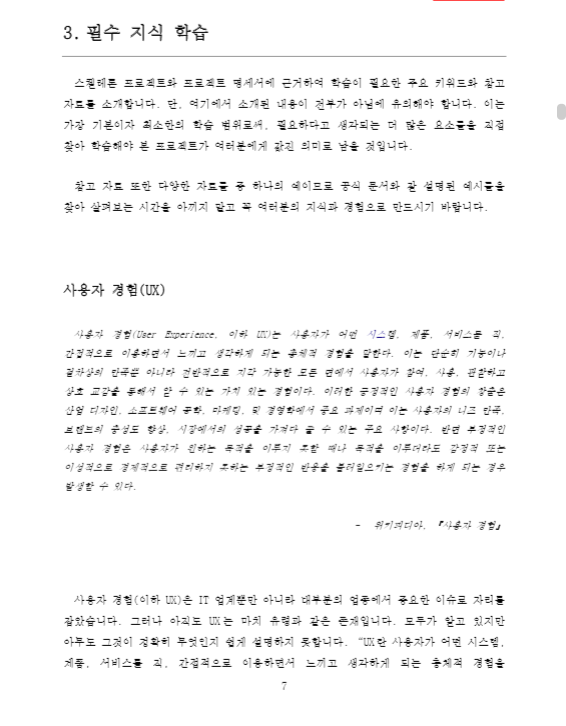 3. 필수 지식 학습
스켈레톤 프로젝트와 프로젝트 명세서에 근거하여 학습이 필요한 주요 키워드와 참고
자료를 소개합니다. 단, 여기에서 소개된 내용이 전부가 아님에 유의해야 합니다. 이는
가장 기본이자 최소한의 학습 범위로써, 필요하다고 생각되는 더 많은 요소들을 직접
찾아 학습해야 본 프로젝트가 여러분에게 값진 의미로 남을 것입니다.
참고 자료 또한 다양한 자료들 중 하나의 예이므로 공식 문서와 잘 설명된 예시들을
찾아 살펴보는 시간을 아끼지 말고 꼭 여러분의 지식과 경험으로 만드시기 바랍니다.
사용자 경험(UX)
사용자 경험(User Experience, 이하 UX)는 사용자가 어떤 시스템, 제품, 서비스를 직,
간접적으로 이용하면서 느끼고 생각하게 되는 총체적 경험을 말한다. 이는 단순히 기능이나
절차상의 만족뿐 아니라 전반적으로 지각 가능한 모든 면에서 사용자가 참여, 사용, 관찰하고
상호 교감을 통해서 알 수 있는 가치 있는 경험이다. 이러한 긍정적인 사용자 경험의 창출은
산업 디자인, 소프트웨어 공학, 마케팅, 및 경영학에서 중요 과제이며 이는 사용자의 니즈 만족,
브랜드의 충성도 향상, 시장에서의 성공을 가져다 줄 수 있는 주요 사항이다. 반면 부정적인
사용자 경험은 사용자가 원하는 목적을 이루지 못할 때나 목적을 이루더라도 감정적 또는
이성적으로 경제적으로 편리하지 못하는 부정적인 반응을 불러일으키는 경험을 하게 되는 경우
발생할 수 있다.
- 위키피디아, 『사용자 경험』
사용자 경험(이하 UX)은 IT 업계뿐만 아니라 대부분의 업종에서 중요한 이슈로 자리를
잡았습니다. 그러나 아직도 UX는 마치 유령과 같은 존재입니다. 모두가 알고 있지만
아무도 그것이 정확히 무엇인지 쉽게 설명하지 못합니다. “UX란 사용자가 어떤 시스템,
제품, 서비스를 직, 간접적으로 이용하면서 느끼고 생각하게 되는 총체적 경험을
7